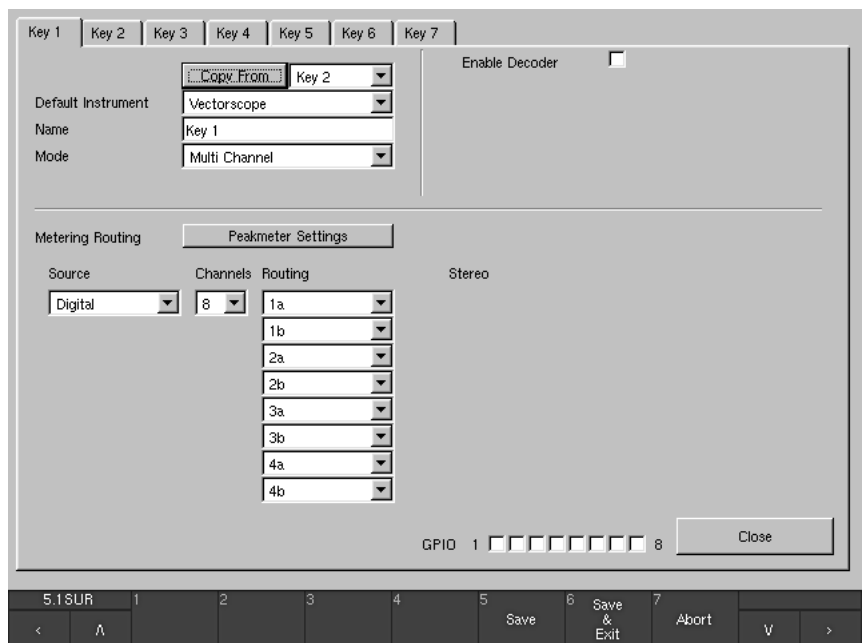 Key 1 Key 2 Key 3 Key 4 Key 5 Key 6 Key 7
Copy From Key 2
Enable Decoder
Default Instrument Vectorscope
Name Key 1
Mode Multi Channel
Metering Routing Peakmeter Settings
Source Channels Routing Stereo
Digital 8 1a
1b
2a
2b
3a
3b
4a
4b
GPIO 1 8 Close
5.1SUR 1 2 3 4 5 Save 6 Save & Exit 7 Abort
< Λ V >